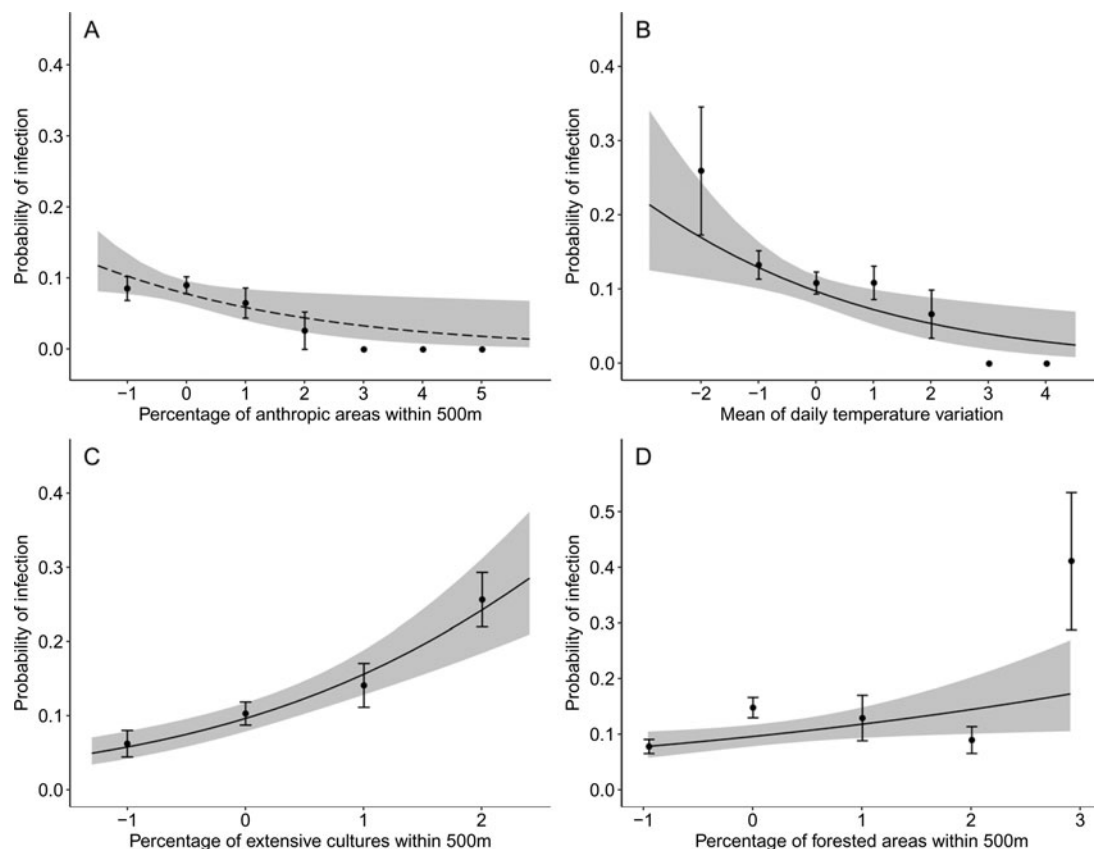 A
Probability of infection
0.4
0.3
0.2
0.1
0.0
−1 0 1 2 3 4 5
Percentage of anthropic areas within 500m
B
Probability of infection
0.4
0.3
0.2
0.1
0.0
−2 −1 0 1 2 3 4
Mean of daily temperature variation
C
Probability of infection
0.4
0.3
0.2
0.1
0.0
−1 0 1 2
Percentage of extensive cultures within 500m
D
Probability of infection
0.5
0.4
0.3
0.2
0.1
0.0
−1 0 1 2 3
Percentage of forested areas within 500m